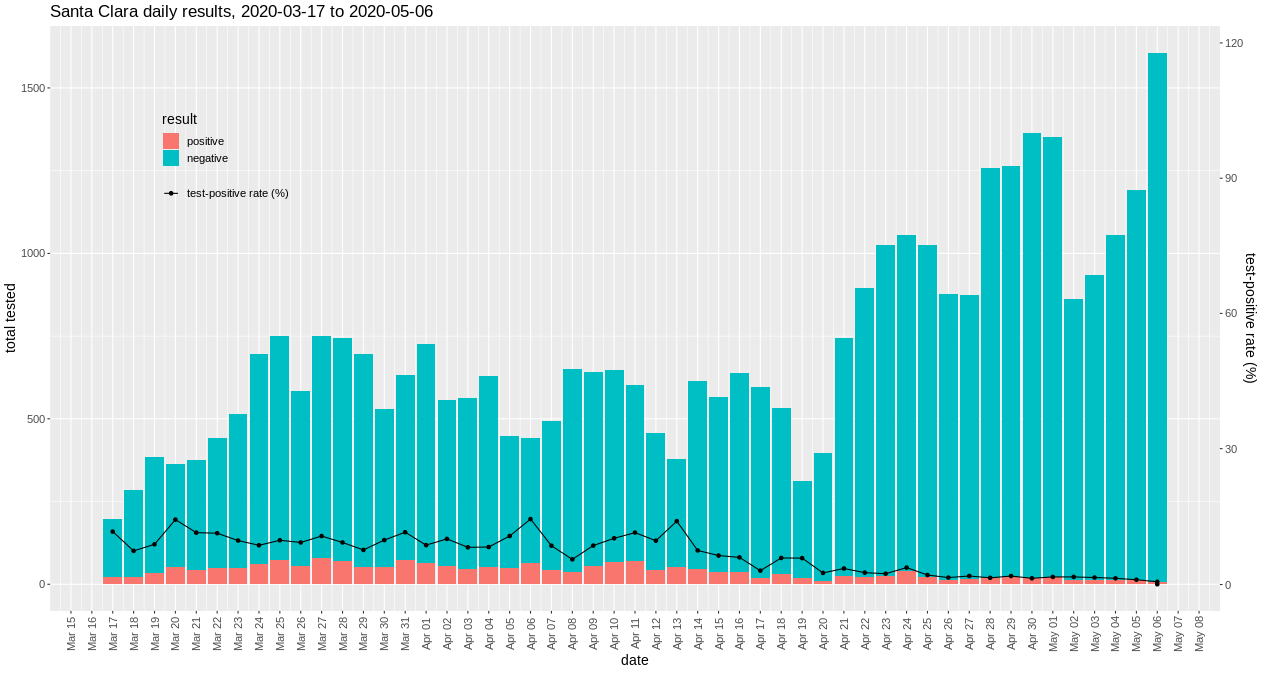 Santa Clara daily results, 2020-03-17 to 2020-05-06
120
1500
result
positive
negative
90
test-positive rate (%)
1000
total tested
test-positive rate (%)
60
500
30
0
0
Mar 15
Mar 16
Mar 17
Mar 18
Mar 19
Mar 20
Mar 21
Mar 22
Mar 23
Mar 24
Mar 25
Mar 26
Mar 27
Mar 28
Mar 29
Mar 30
Mar 31
Apr 01
Apr 02
Apr 03
Apr 04
Apr 05
Apr 06
Apr 07
Apr 08
Apr 09
Apr 10
Apr 11
Apr 12
Apr 13
Apr 14
Apr 15
Apr 16
Apr 17
Apr 18
Apr 19
Apr 20
Apr 21
Apr 22
Apr 23
Apr 24
Apr 25
Apr 26
Apr 27
Apr 28
Apr 29
Apr 30
May 01
May 02
May 03
May 04
May 05
May 06
May 07
May 08
date